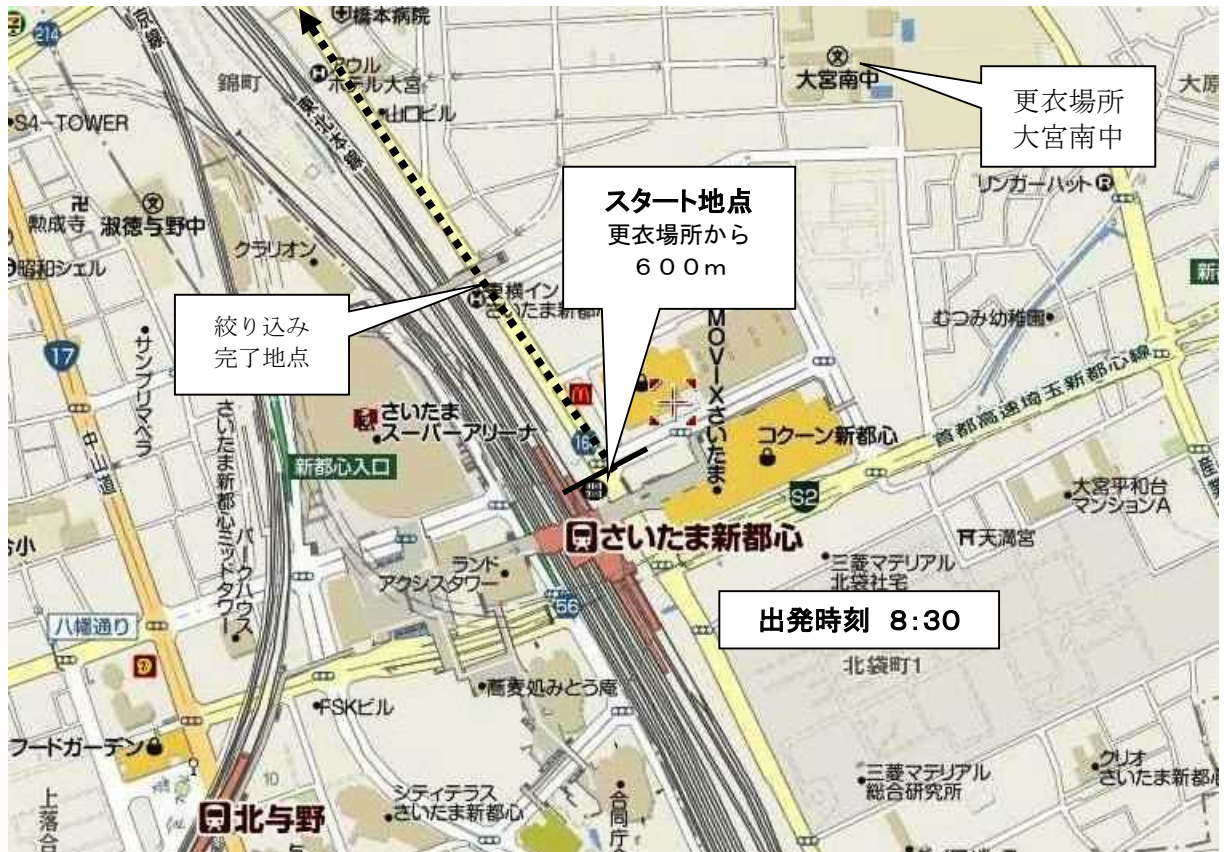 214
京線
橋本病院
アウル
ホテル大宮
錦町
山口ビル
東北本線
大宮南中
大原
更衣場所
大宮南中
S4-TOWER
勲成寺
淑徳与野中
クラリオン
昭和シェル
リンガーハット
スタート地点
更衣場所から
600m
東横イン
さいたま新都心
絞り込み
完了地点
17
サンプリマベラ
むつみ幼稚園
首都高速埼玉新都心線
MOVIXさいたま
さいたま
スーパーアリーナ
新都心入口
コクーン新都心
さいたま新都心ミッドタワー
パークハウス
S2
大宮平和台
マンションA
天満宮
さいたま新都心
三菱マテリアル
北袋社宅
ランド
アクシスタワー
56
出発時刻 8:30
八幡通り
北袋町1
蕎麦処みとう庵
FSKビル
フードガーデン
10
北与野
上落合
シティテラス
さいたま新都心
合同庁
三菱マテリアル
総合研究所
クリオ
さいたま新都心